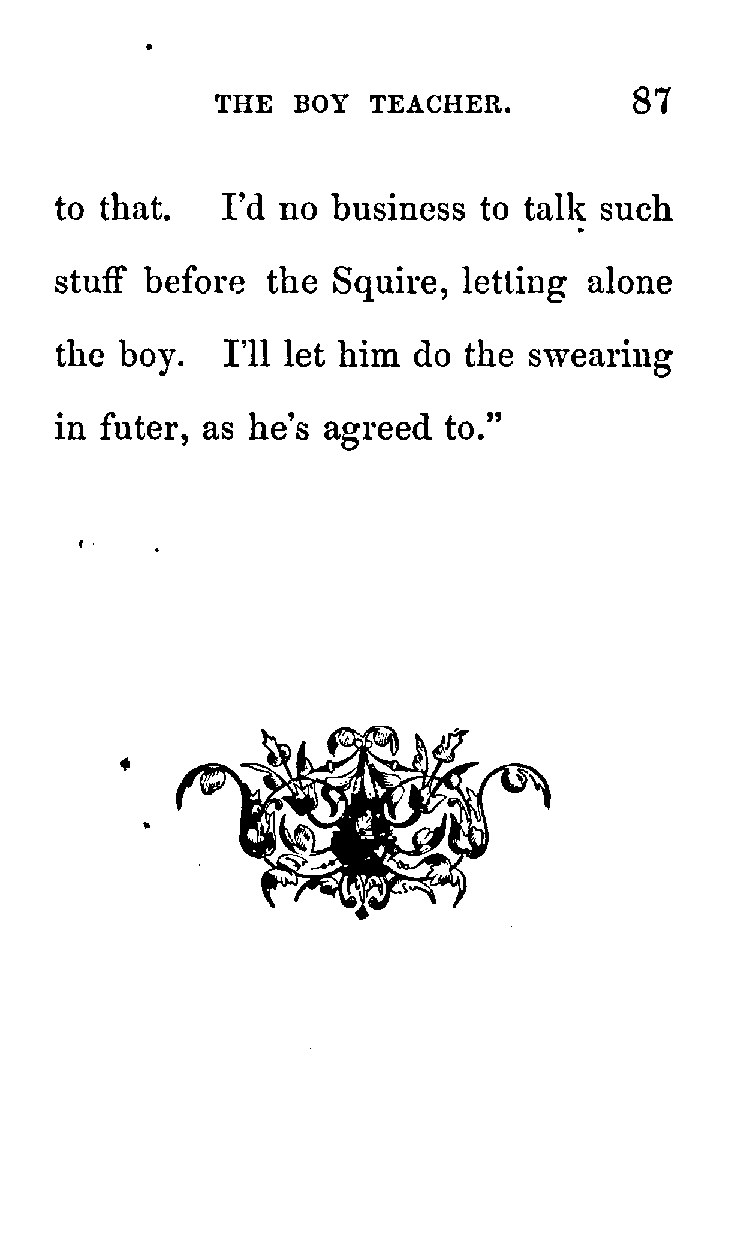 THE BOY TEACHER. 87
to that. I'd no business to talk such
stuff before the Squire, letting alone
the boy. I'll let him do the swearing
in futer, as he's agreed to."